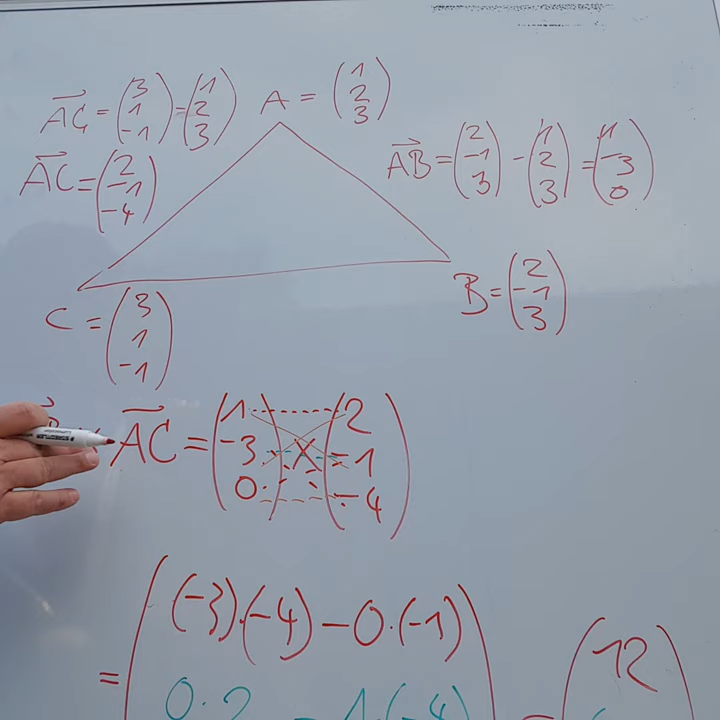 AC = (3 1 -1) - (1 2 3)
A = (1 2 3)
AC = (2 -1 -4)
AB = (2 -1 3) - (1 2 3) = (1 -3 0)
B = (2 -1 3)
C = (3 1 -1)
AC = (1 -3 0) X (2 -1 -4)
= ( (-3)·(-4) - 0·(-1)
0·2 - 1·(-4) ) = ( 12
STAEDTLER